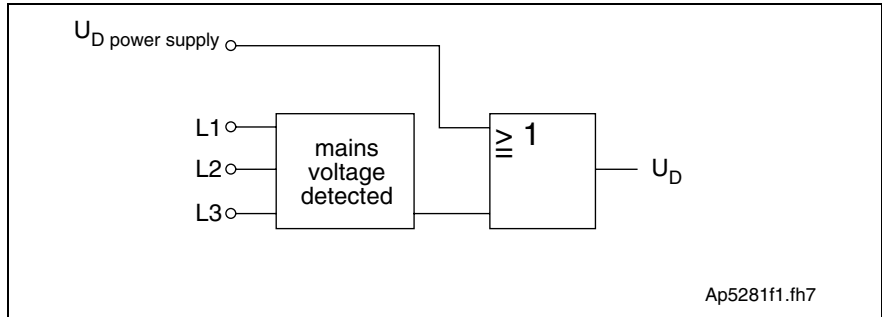 U_D power supply
L1
L2
L3
mains
voltage
detected
≧ 1
U_D
Ap5281f1.fh7